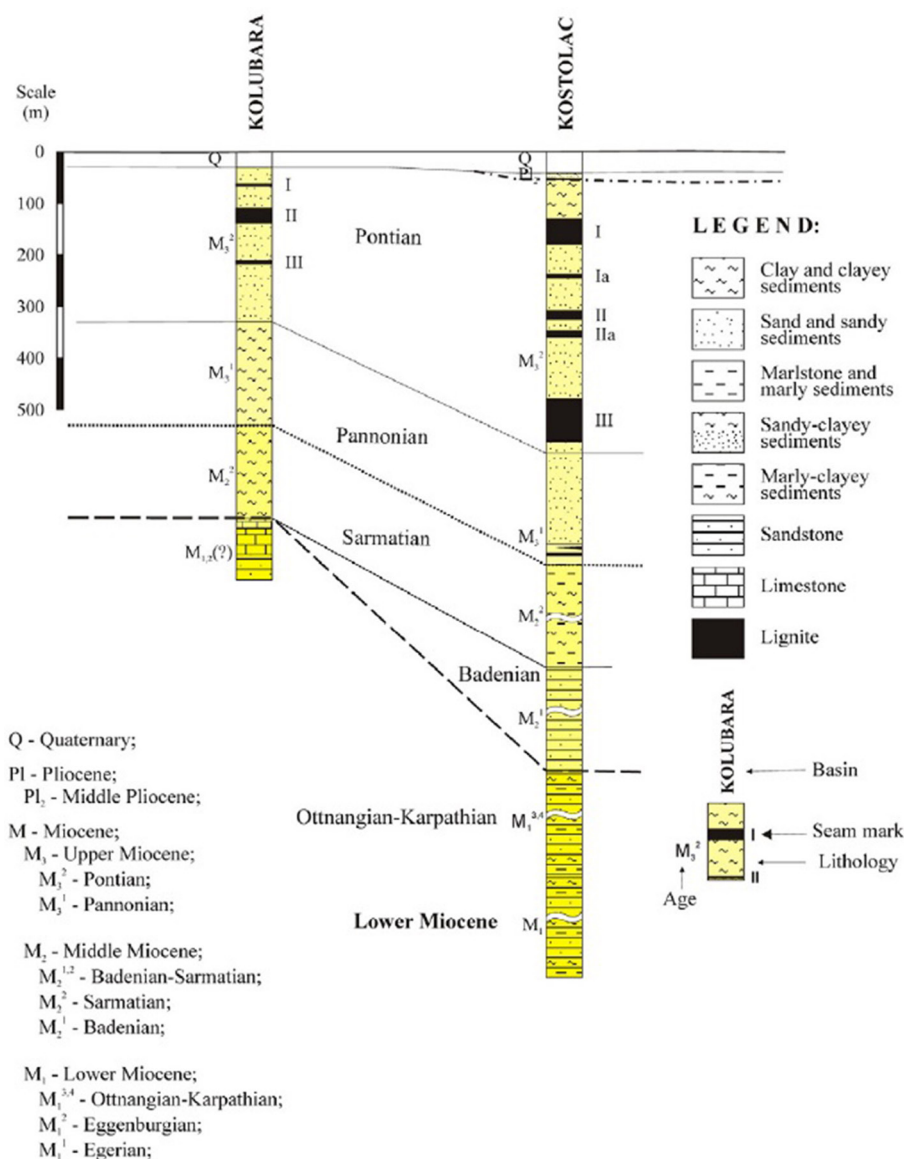 KOLUBARA
KOSTOLAC
Scale
(m)
0
100
200
300
400
500
Q
I
II
M₃²
III
M₃¹
M₂²
M₁,₂(?)
Pontian
Pannonian
Sarmatian
Badenian
Ottnangian-Karpathian
Lower Miocene
Q
I
Ia
II
IIa
M₃²
III
M₃¹
M₂²
M₂¹
M₁³,⁴
M₁
LEGEND:
Clay and clayey
sediments
Sand and sandy
sediments
Marlstone and
marly sediments
Sandy-clayey
sediments
Marly-clayey
sediments
Sandstone
Limestone
Lignite
KOLUBARA
Basin
I
Seam mark
M₃²
Lithology
II
Age
Q - Quaternary;
Pl - Pliocene;
Pl₂ - Middle Pliocene;
M - Miocene;
M₃ - Upper Miocene;
M₃² - Pontian;
M₃¹ - Pannonian;
M₂ - Middle Miocene;
M₂¹,² - Badenian-Sarmatian;
M₂² - Sarmatian;
M₂¹ - Badenian;
M₁ - Lower Miocene;
M₁³,⁴ - Ottnangian-Karpathian;
M₁² - Eggenburgian;
M₁¹ - Egerian;